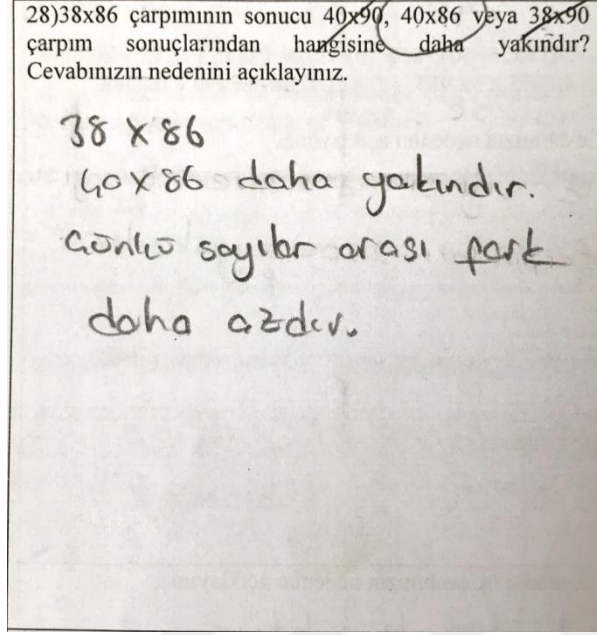 28)38x86 çarpımının sonucu 40x90, 40x86 veya 38x90
çarpım sonuçlarından hangisine daha yakındır?
Cevabınızın nedenini açıklayınız.
38 x 86
40 x 86 daha yakındır.
Günkü sayılar arası fark
daha azdır.